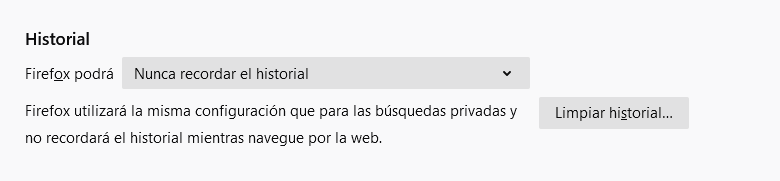 Historial
Firefox podrá Nunca recordar el historial
Firefox utilizará la misma configuración que para las búsquedas privadas y
no recordará el historial mientras navegue por la web.
Limpiar historial...